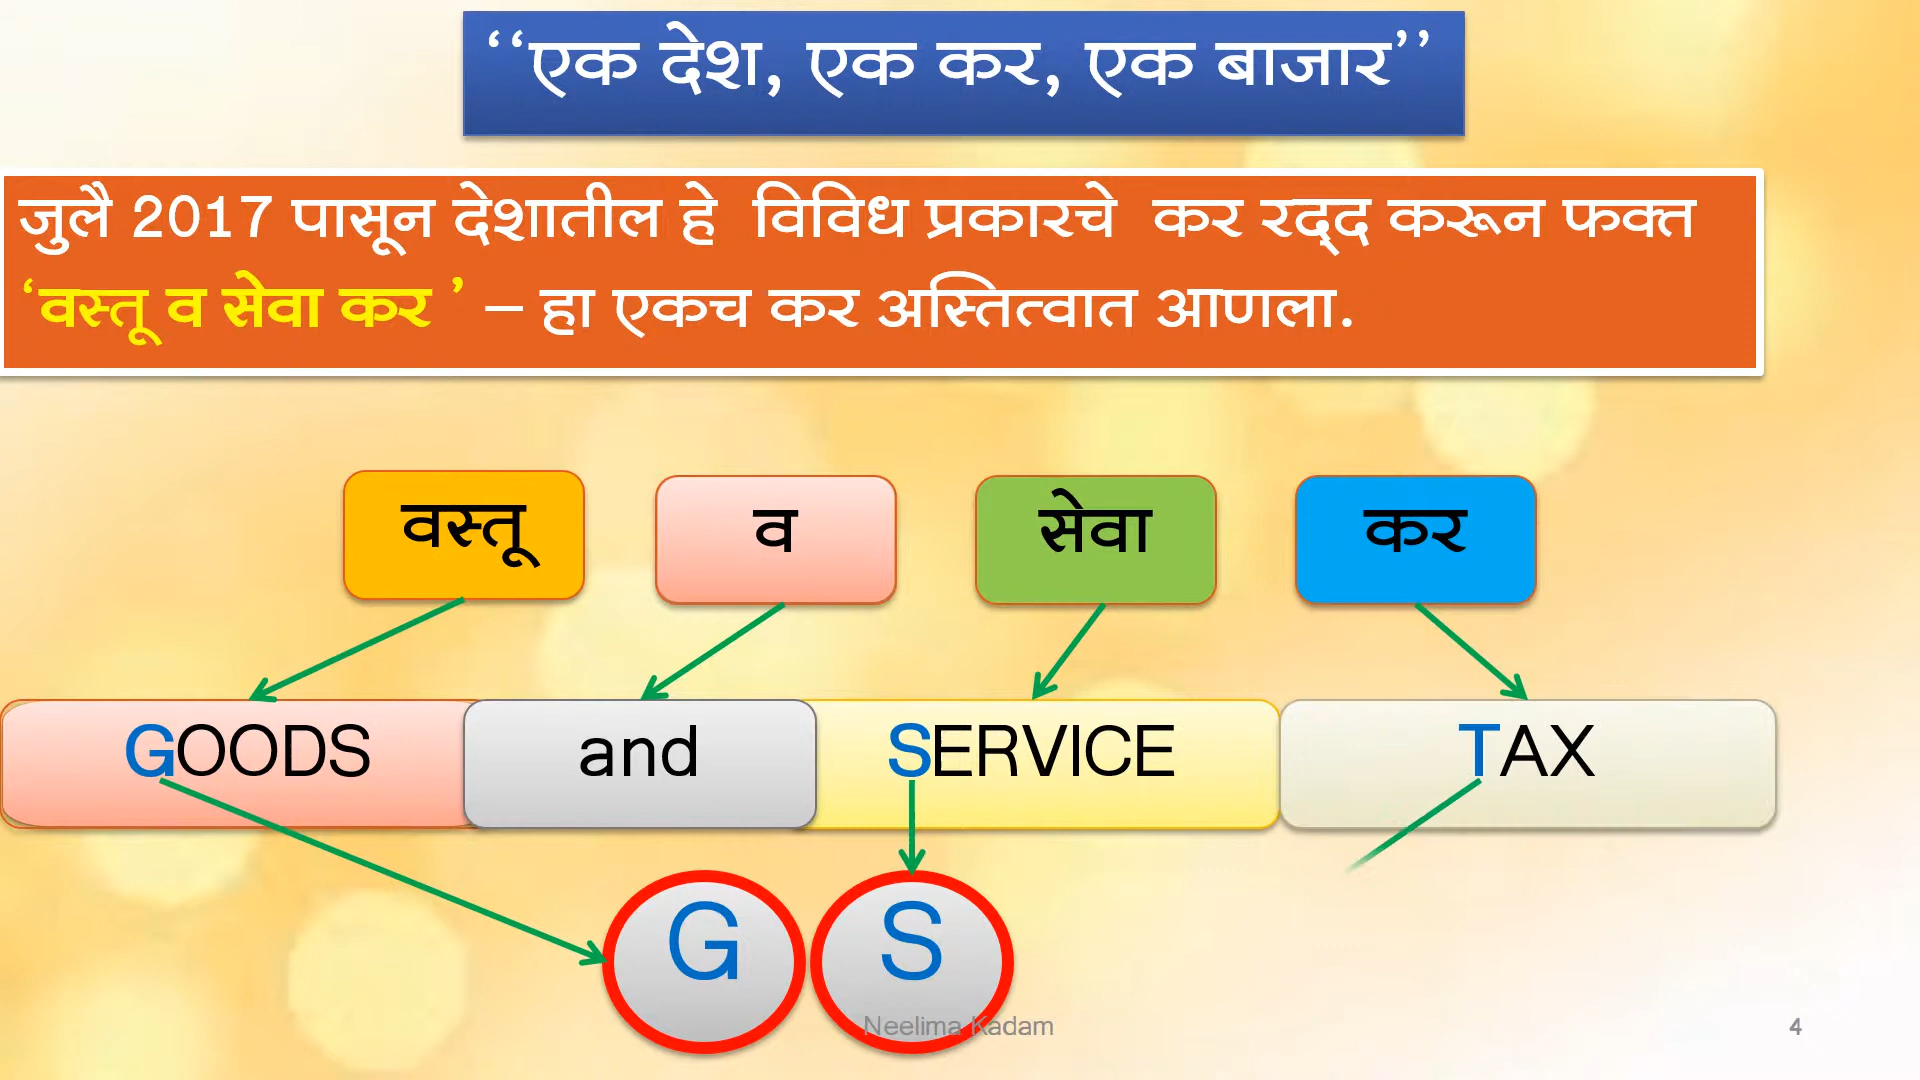 ‘‘एक देश, एक कर, एक बाजार’’
जुलै 2017 पासून देशातील हे विविध प्रकारचे कर रद्द करून फक्त
‘वस्तू व सेवा कर ’ – हा एकच कर अस्तित्वात आणला.
वस्तू व सेवा कर
GOODS and SERVICE TAX
G S
Neelima Kadam 4